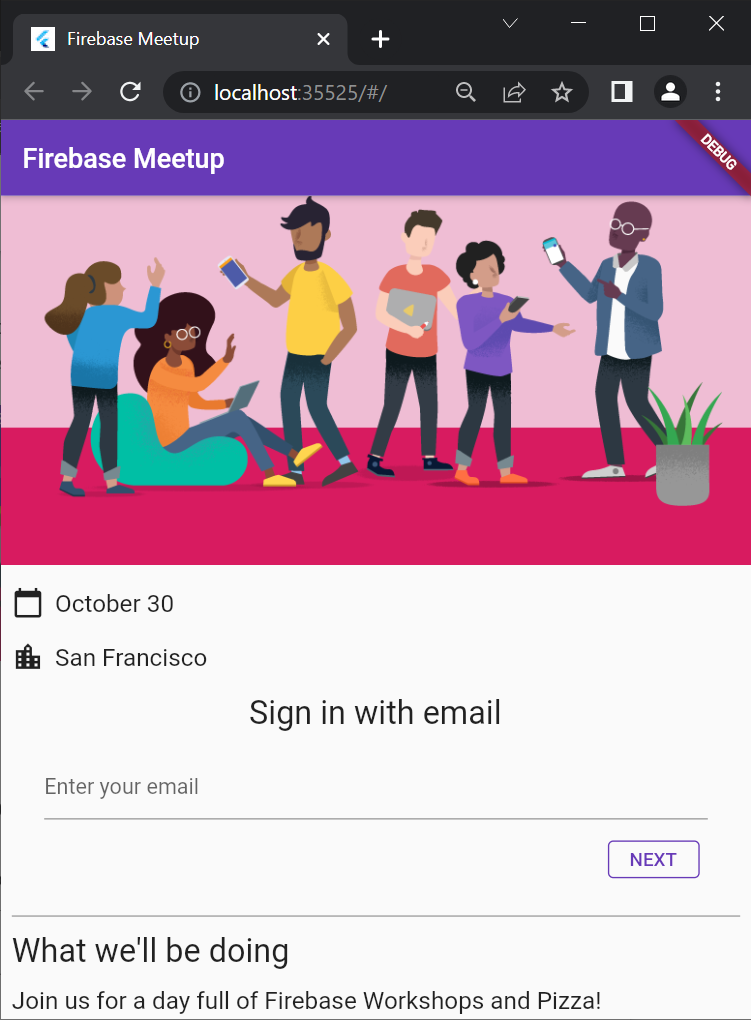 Firebase Meetup
localhost:35525/#/
Firebase Meetup
DEBUG
October 30
San Francisco
Sign in with email
Enter your email
NEXT
What we'll be doing
Join us for a day full of Firebase Workshops and Pizza!